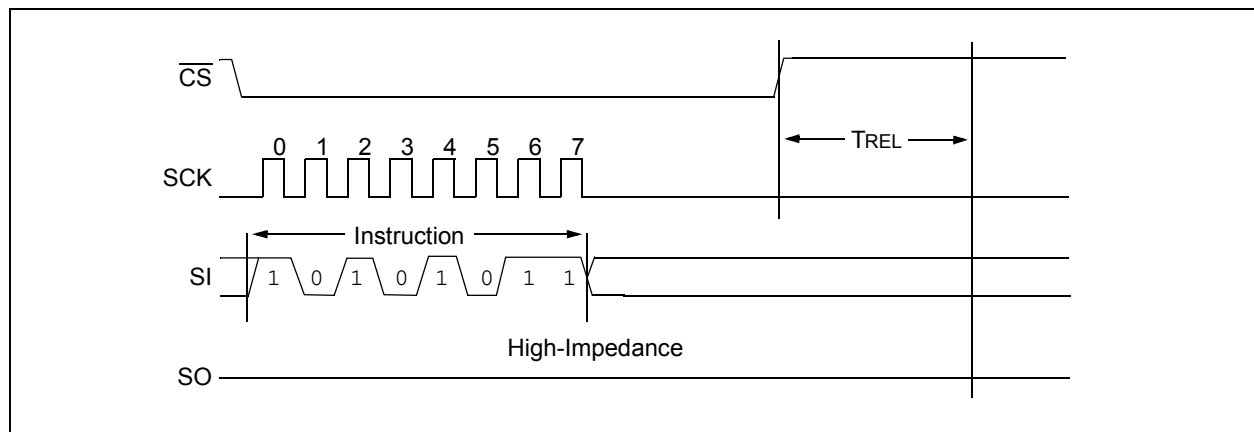 CS
TREL
0 1 2 3 4 5 6 7
SCK
Instruction
SI 1 0 1 0 1 0 1 1
High-Impedance
SO